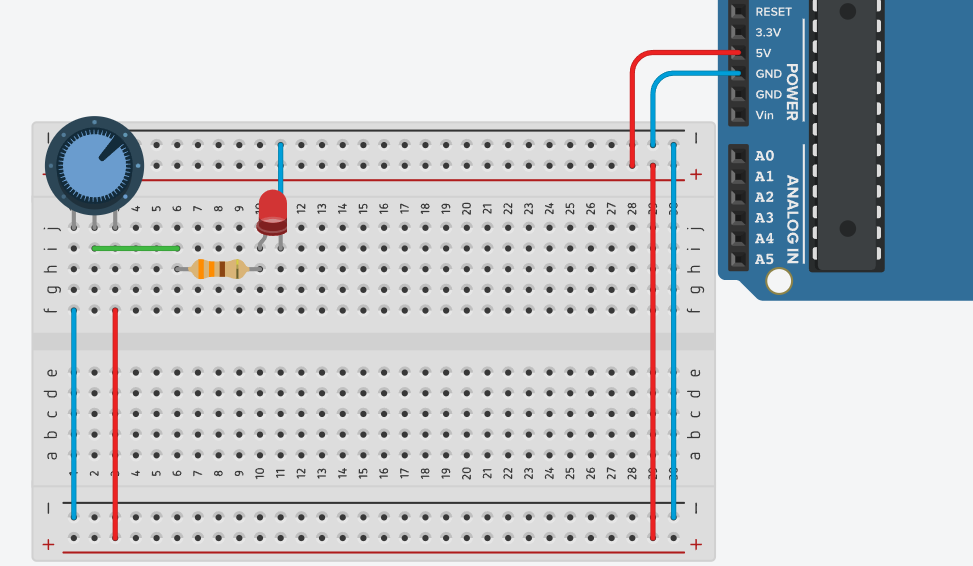 RESET
3.3V
5V
GND
GND
Vin
POWER
A0
A1
A2
A3
A4
A5
ANALOG IN
− −
+
4 5 6 7 8 9 10 11 12 13 14 15 16 17 18 19 20 21 22 23 24 25 26 27 28 29 30
j j
i i
h h
g g
f f
e e
d d
c c
b b
a a
1 2 3 4 5 6 7 8 9 10 11 12 13 14 15 16 17 18 19 20 21 22 23 24 25 26 27 28 29 30
− −
+ +